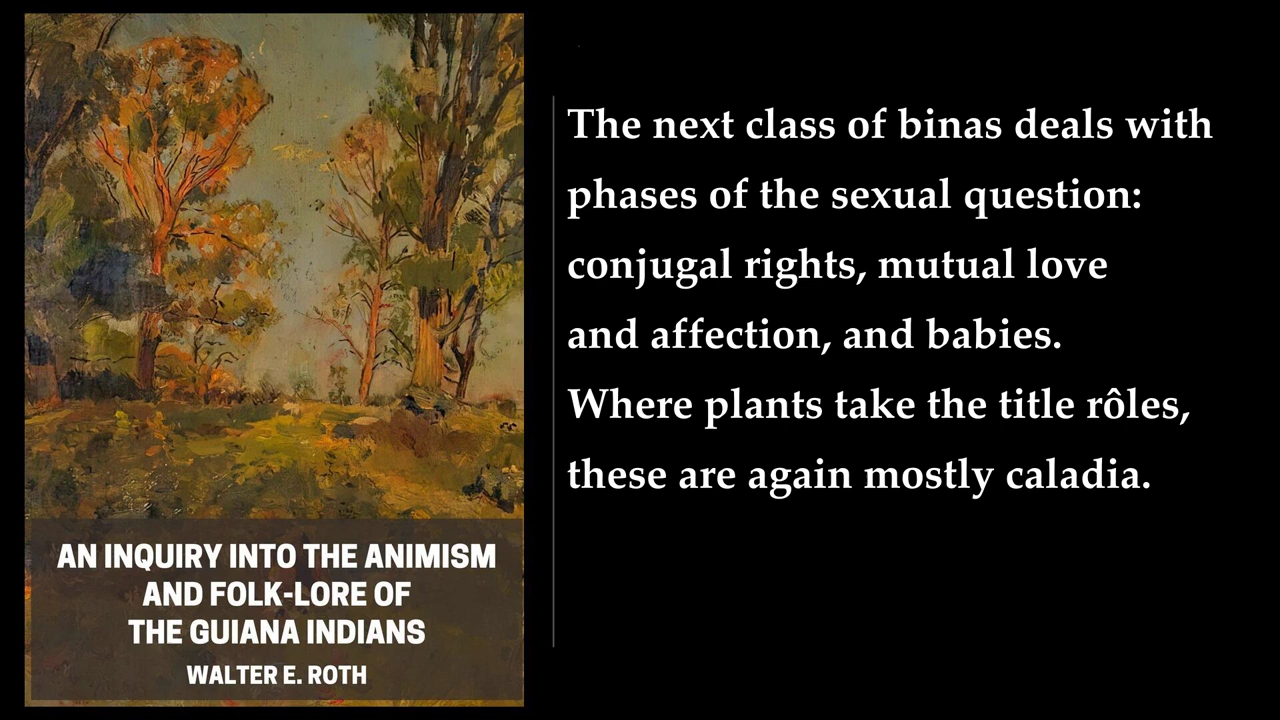 The next class of binas deals with
phases of the sexual question:
conjugal rights, mutual love
and affection, and babies.
Where plants take the title rôles,
these are again mostly caladia.
AN INQUIRY INTO THE ANIMISM
AND FOLK-LORE OF
THE GUIANA INDIANS
WALTER E. ROTH